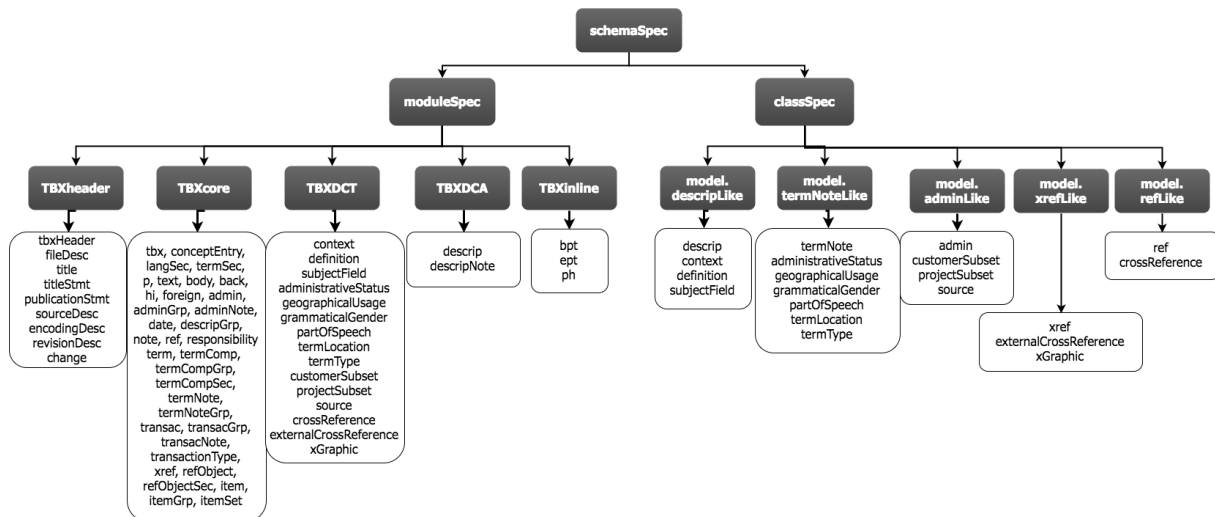 schemaSpec
moduleSpec
classSpec
TBXheader
TBXcore
TBXDCT
TBXDCA
TBXinline
model.
descripLike
model.
termNoteLike
model.
adminLike
model.
xrefLike
model.
refLike
tbxHeader
fileDesc
title
titleStmt
publicationStmt
sourceDesc
encodingDesc
revisionDesc
change
tbx, conceptEntry,
langSec, termSec,
p, text, body, back,
hi, foreign, admin,
adminGrp, adminNote,
date, descripGrp,
note, ref, responsibility
term, termComp,
termCompGrp,
termCompSec,
termNote,
termNoteGrp,
transac, transacGrp,
transacNote,
transactionType,
xref, refObject,
refObjectSec, item,
itemGrp, itemSet
context
definition
subjectField
administrativeStatus
geographicalUsage
grammaticalGender
partOfSpeech
termLocation
termType
customerSubset
projectSubset
source
crossReference
externalCrossReference
xGraphic
descrip
descripNote
bpt
ept
ph
descrip
context
definition
subjectField
termNote
administrativeStatus
geographicalUsage
grammaticalGender
partOfSpeech
termLocation
termType
admin
customerSubset
projectSubset
source
xref
externalCrossReference
xGraphic
ref
crossReference